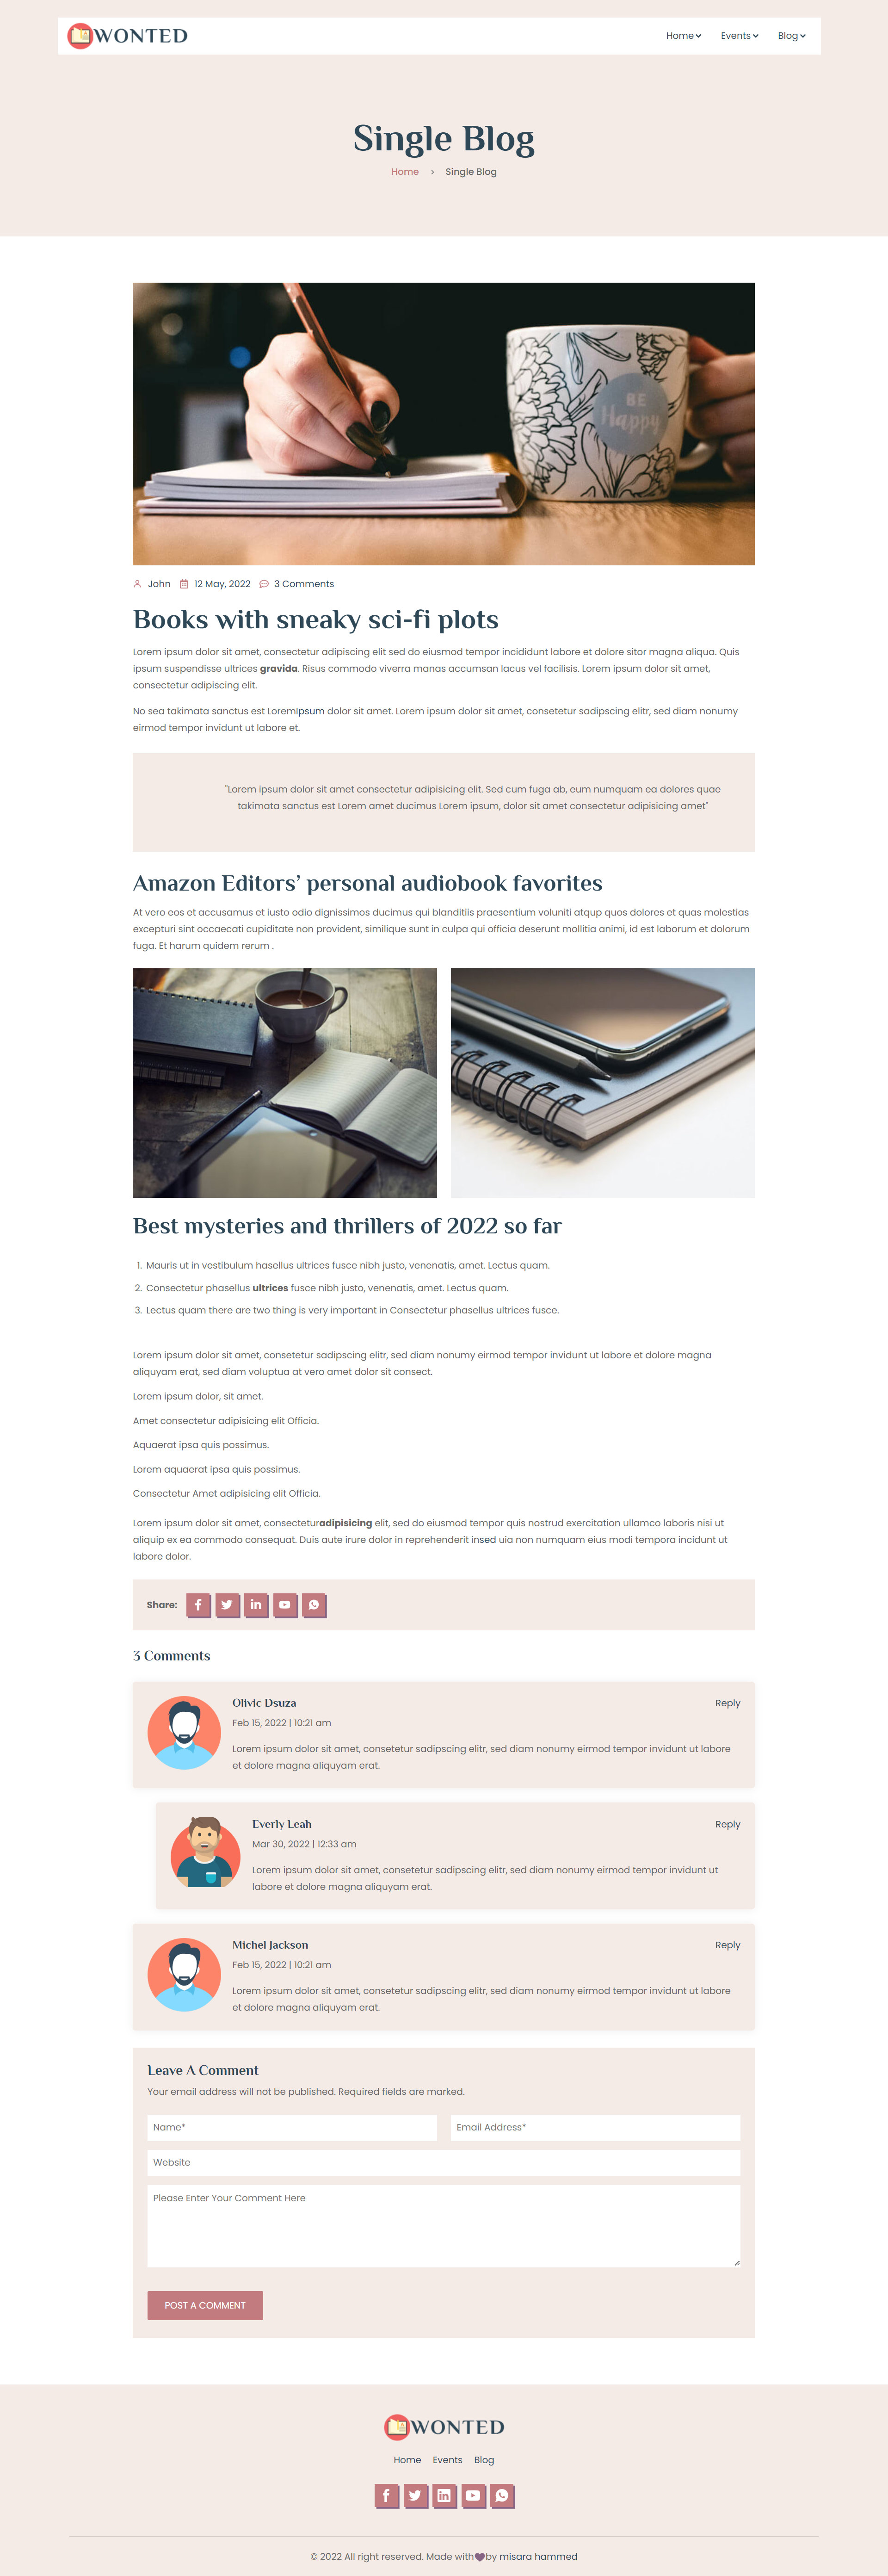 WONTED
Home Events Blog
Single Blog
Home › Single Blog
BE
Happy
John 12 May, 2022 3 Comments
Books with sneaky sci-fi plots
Lorem ipsum dolor sit amet, consectetur adipiscing elit sed do eiusmod tempor incididunt labore et dolore sitor magna aliqua. Quis
ipsum suspendisse ultrices gravida. Risus commodo viverra manas accumsan lacus vel facilisis. Lorem ipsum dolor sit amet,
consectetur adipiscing elit.
No sea takimata sanctus est LoremIpsum dolor sit amet. Lorem ipsum dolor sit amet, consetetur sadipscing elitr, sed diam nonumy
eirmod tempor invidunt ut labore et.
"Lorem ipsum dolor sit amet consectetur adipisicing elit. Sed cum fuga ab, eum numquam ea dolores quae
takimata sanctus est Lorem amet ducimus Lorem ipsum, dolor sit amet consectetur adipisicing amet"
Amazon Editors’ personal audiobook favorites
At vero eos et accusamus et iusto odio dignissimos ducimus qui blanditiis praesentium voluniti atqup quos dolores et quas molestias
excepturi sint occaecati cupiditate non provident, similique sunt in culpa qui officia deserunt mollitia animi, id est laborum et dolorum
fuga. Et harum quidem rerum .
Best mysteries and thrillers of 2022 so far
1. Mauris ut in vestibulum hasellus ultrices fusce nibh justo, venenatis, amet. Lectus quam.
2. Consectetur phasellus ultrices fusce nibh justo, venenatis, amet. Lectus quam.
3. Lectus quam there are two thing is very important in Consectetur phasellus ultrices fusce.
Lorem ipsum dolor sit amet, consetetur sadipscing elitr, sed diam nonumy eirmod tempor invidunt ut labore et dolore magna
aliquyam erat, sed diam voluptua at vero amet dolor sit consect.
Lorem ipsum dolor, sit amet.
Amet consectetur adipisicing elit Officia.
Aquaerat ipsa quis possimus.
Lorem aquaerat ipsa quis possimus.
Consectetur Amet adipisicing elit Officia.
Lorem ipsum dolor sit amet, consecteturadipisicing elit, sed do eiusmod tempor quis nostrud exercitation ullamco laboris nisi ut
aliquip ex ea commodo consequat. Duis aute irure dolor in reprehenderit insed uia non numquam eius modi tempora incidunt ut
labore dolor.
Share:
3 Comments
Olivic Dsuza Reply
Feb 15, 2022 | 10:21 am
Lorem ipsum dolor sit amet, consetetur sadipscing elitr, sed diam nonumy eirmod tempor invidunt ut labore
et dolore magna aliquyam erat.
Everly Leah Reply
Mar 30, 2022 | 12:33 am
Lorem ipsum dolor sit amet, consetetur sadipscing elitr, sed diam nonumy eirmod tempor invidunt ut
labore et dolore magna aliquyam erat.
Michel Jackson Reply
Feb 15, 2022 | 10:21 am
Lorem ipsum dolor sit amet, consetetur sadipscing elitr, sed diam nonumy eirmod tempor invidunt ut labore
et dolore magna aliquyam erat.
Leave A Comment
Your email address will not be published. Required fields are marked.
Name* Email Address*
Website
Please Enter Your Comment Here
POST A COMMENT
WONTED
Home Events Blog
© 2022 All right reserved. Made with by misara hammed